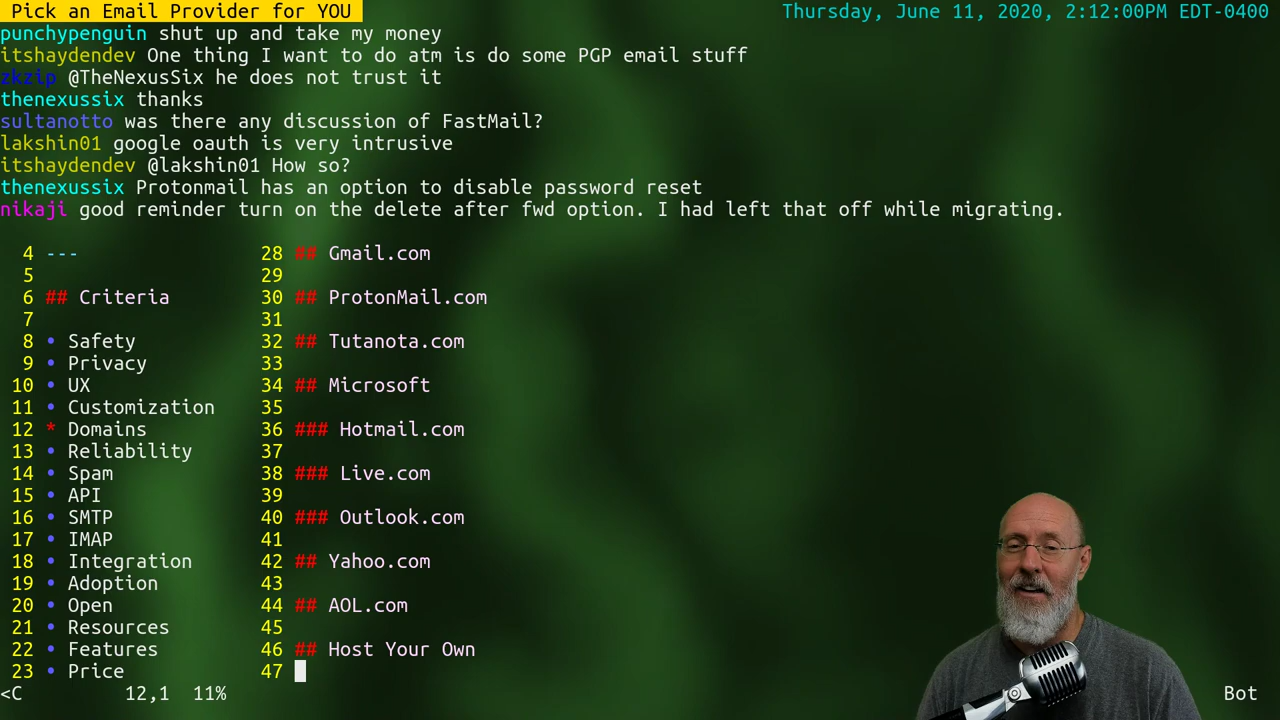 Pick an Email Provider for YOU
Thursday, June 11, 2020, 2:12:00PM EDT-0400
punchypenguin shut up and take my money
itshaydendev One thing I want to do atm is do some PGP email stuff
zkzip @TheNexusSix he does not trust it
thenexussix thanks
sultanotto was there any discussion of FastMail?
lakshin01 google oauth is very intrusive
itshaydendev @lakshin01 How so?
thenexussix Protonmail has an option to disable password reset
nikaji good reminder turn on the delete after fwd option. I had left that off while migrating.
4 ---
5
6 ## Criteria
7
8 • Safety
9 • Privacy
10 • UX
11 • Customization
12 * Domains
13 • Reliability
14 • Spam
15 • API
16 • SMTP
17 • IMAP
18 • Integration
19 • Adoption
20 • Open
21 • Resources
22 • Features
23 • Price
28 ## Gmail.com
29
30 ## ProtonMail.com
31
32 ## Tutanota.com
33
34 ## Microsoft
35
36 ### Hotmail.com
37
38 ### Live.com
39
40 ### Outlook.com
41
42 ## Yahoo.com
43
44 ## AOL.com
45
46 ## Host Your Own
47
<C 12,1 11%
Bot